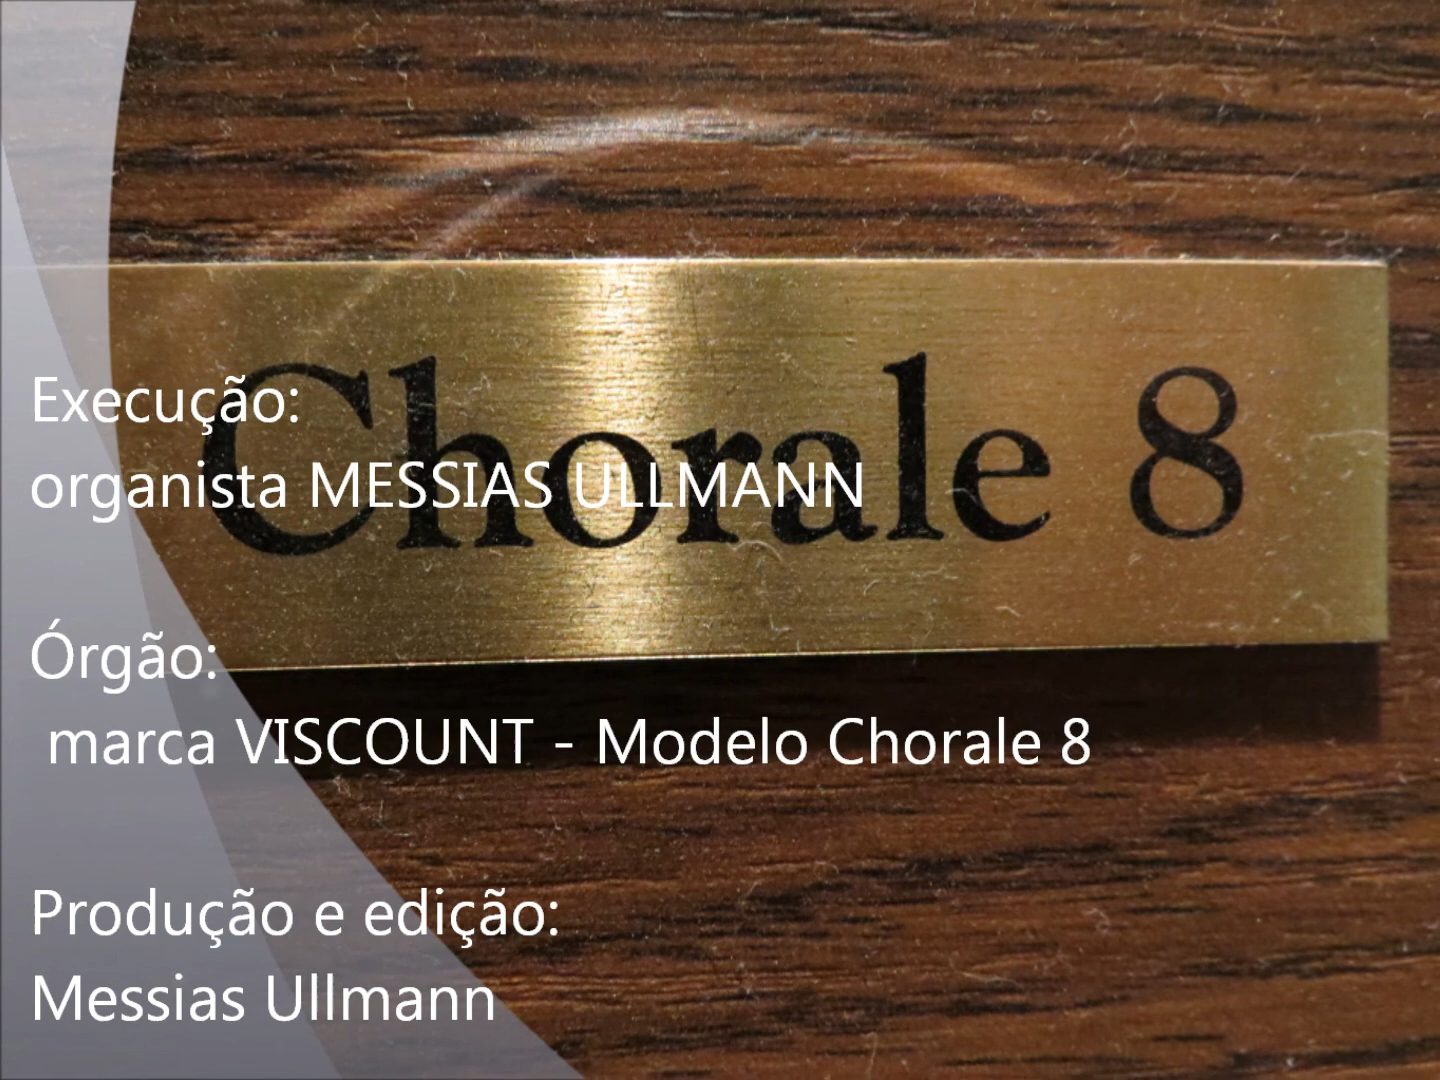 Chorale 8
Execução:
organista MESSIAS ULLMANN
Órgão:
marca VISCOUNT - Modelo Chorale 8
Produção e edição:
Messias Ullmann